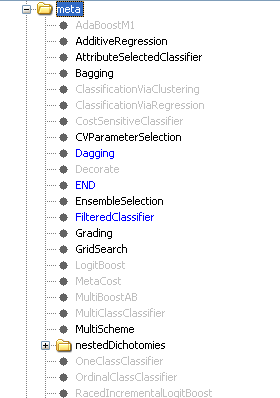 meta
AdaBoostM1
AdditiveRegression
AttributeSelectedClassifier
Bagging
ClassificationViaClustering
ClassificationViaRegression
CostSensitiveClassifier
CVParameterSelection
Dagging
Decorate
END
EnsembleSelection
FilteredClassifier
Grading
GridSearch
LogitBoost
MetaCost
MultiBoostAB
MultiClassClassifier
MultiScheme
nestedDichotomies
OneClassClassifier
OrdinalClassClassifier
RacedIncrementalLogitBoost